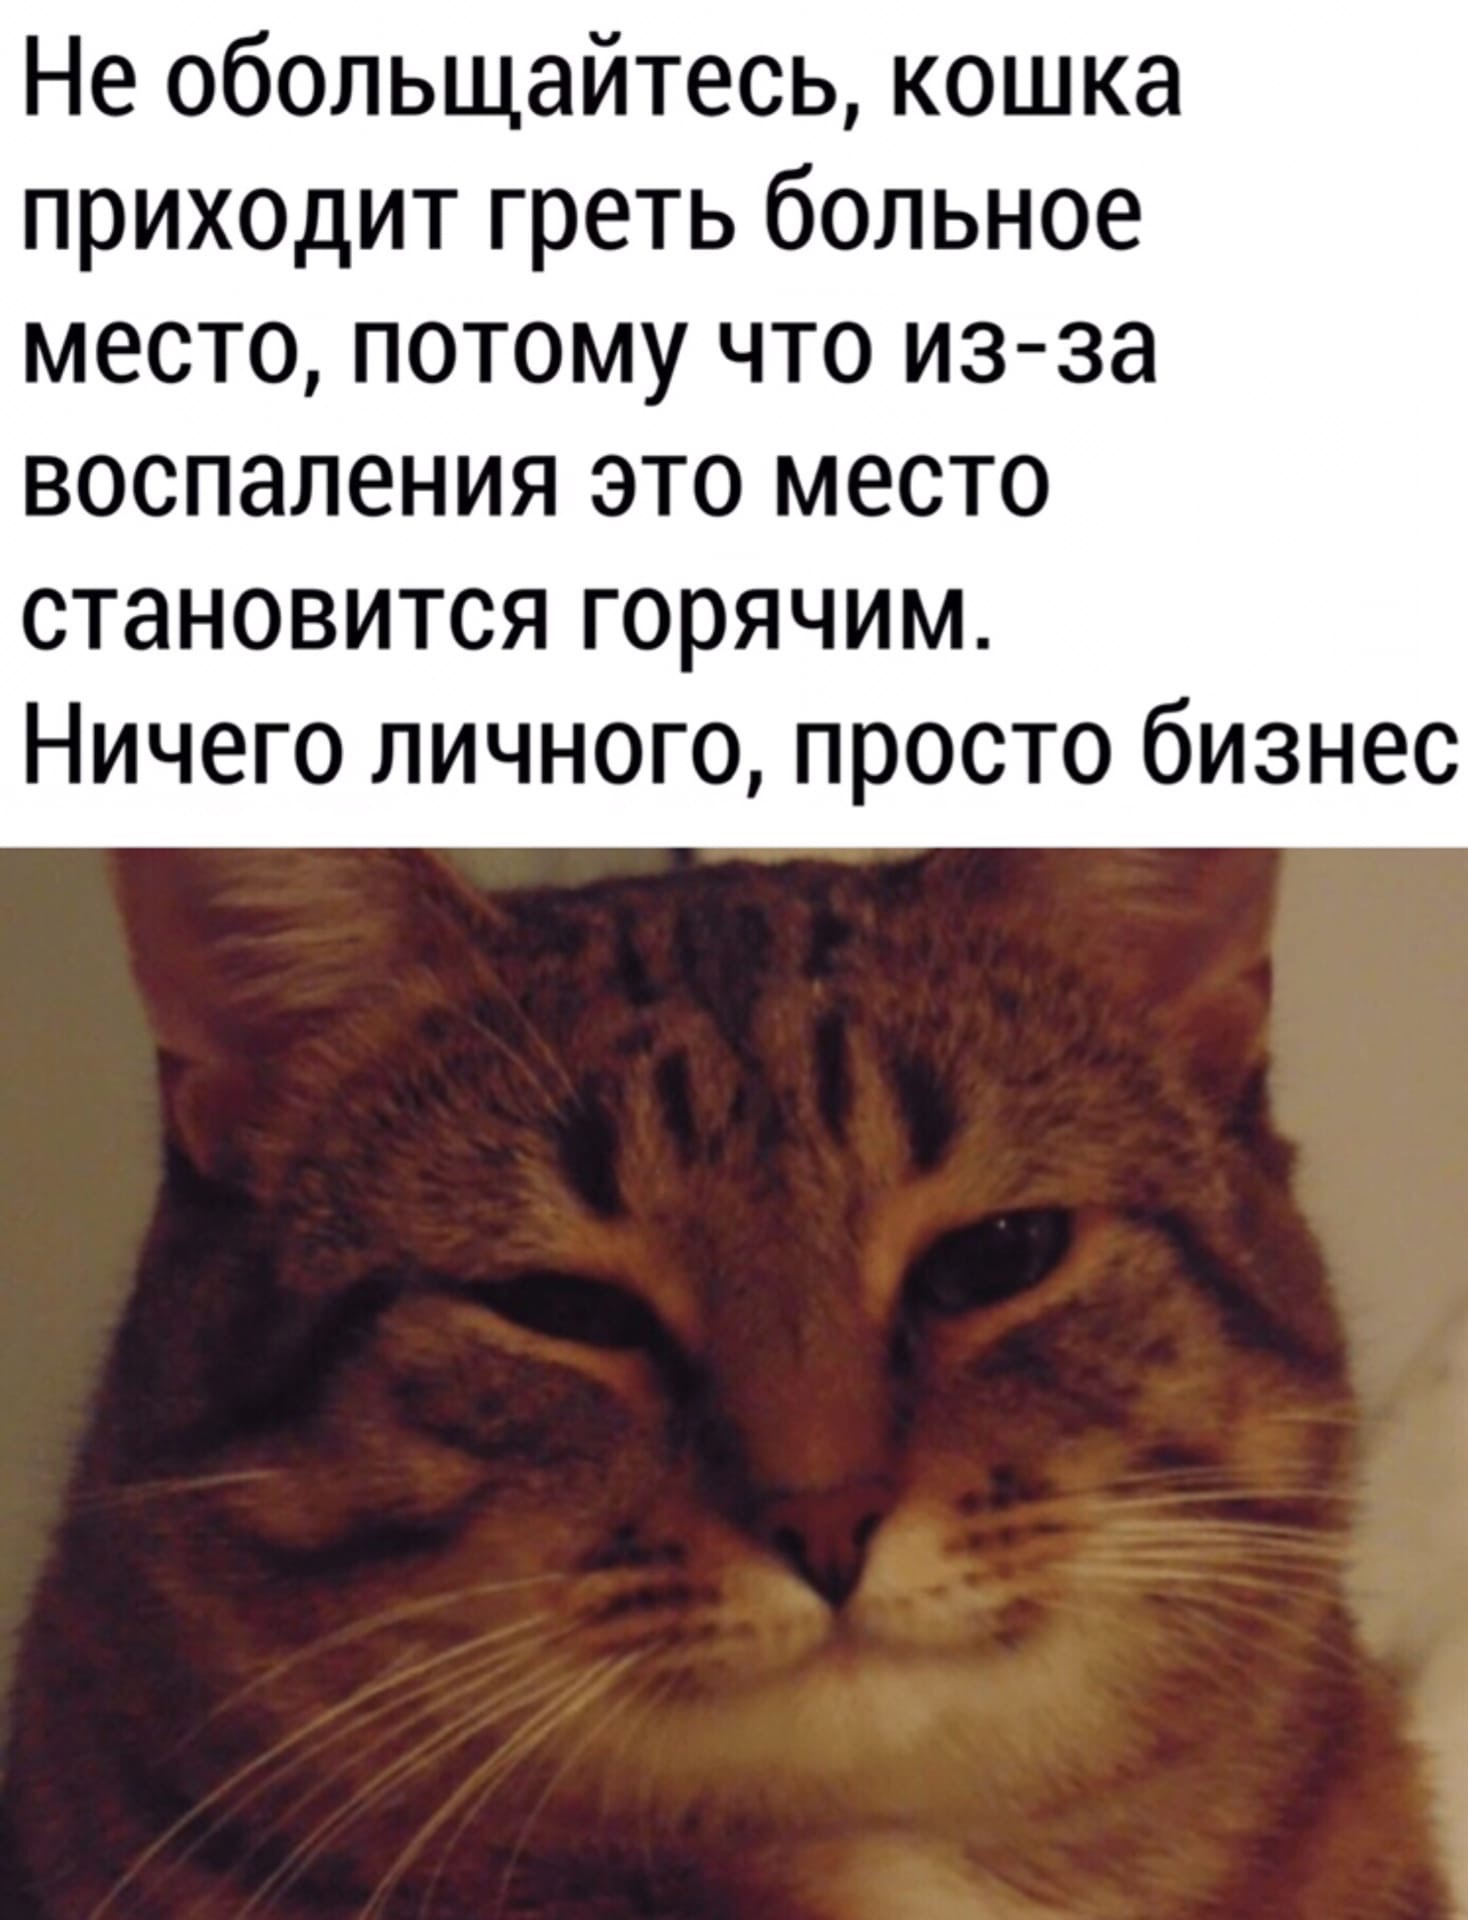 Не обольщайтесь, кошка
приходит греть больное
место, потому что из-за
воспаления это место
становится горячим.
Ничего личного, просто бизнес